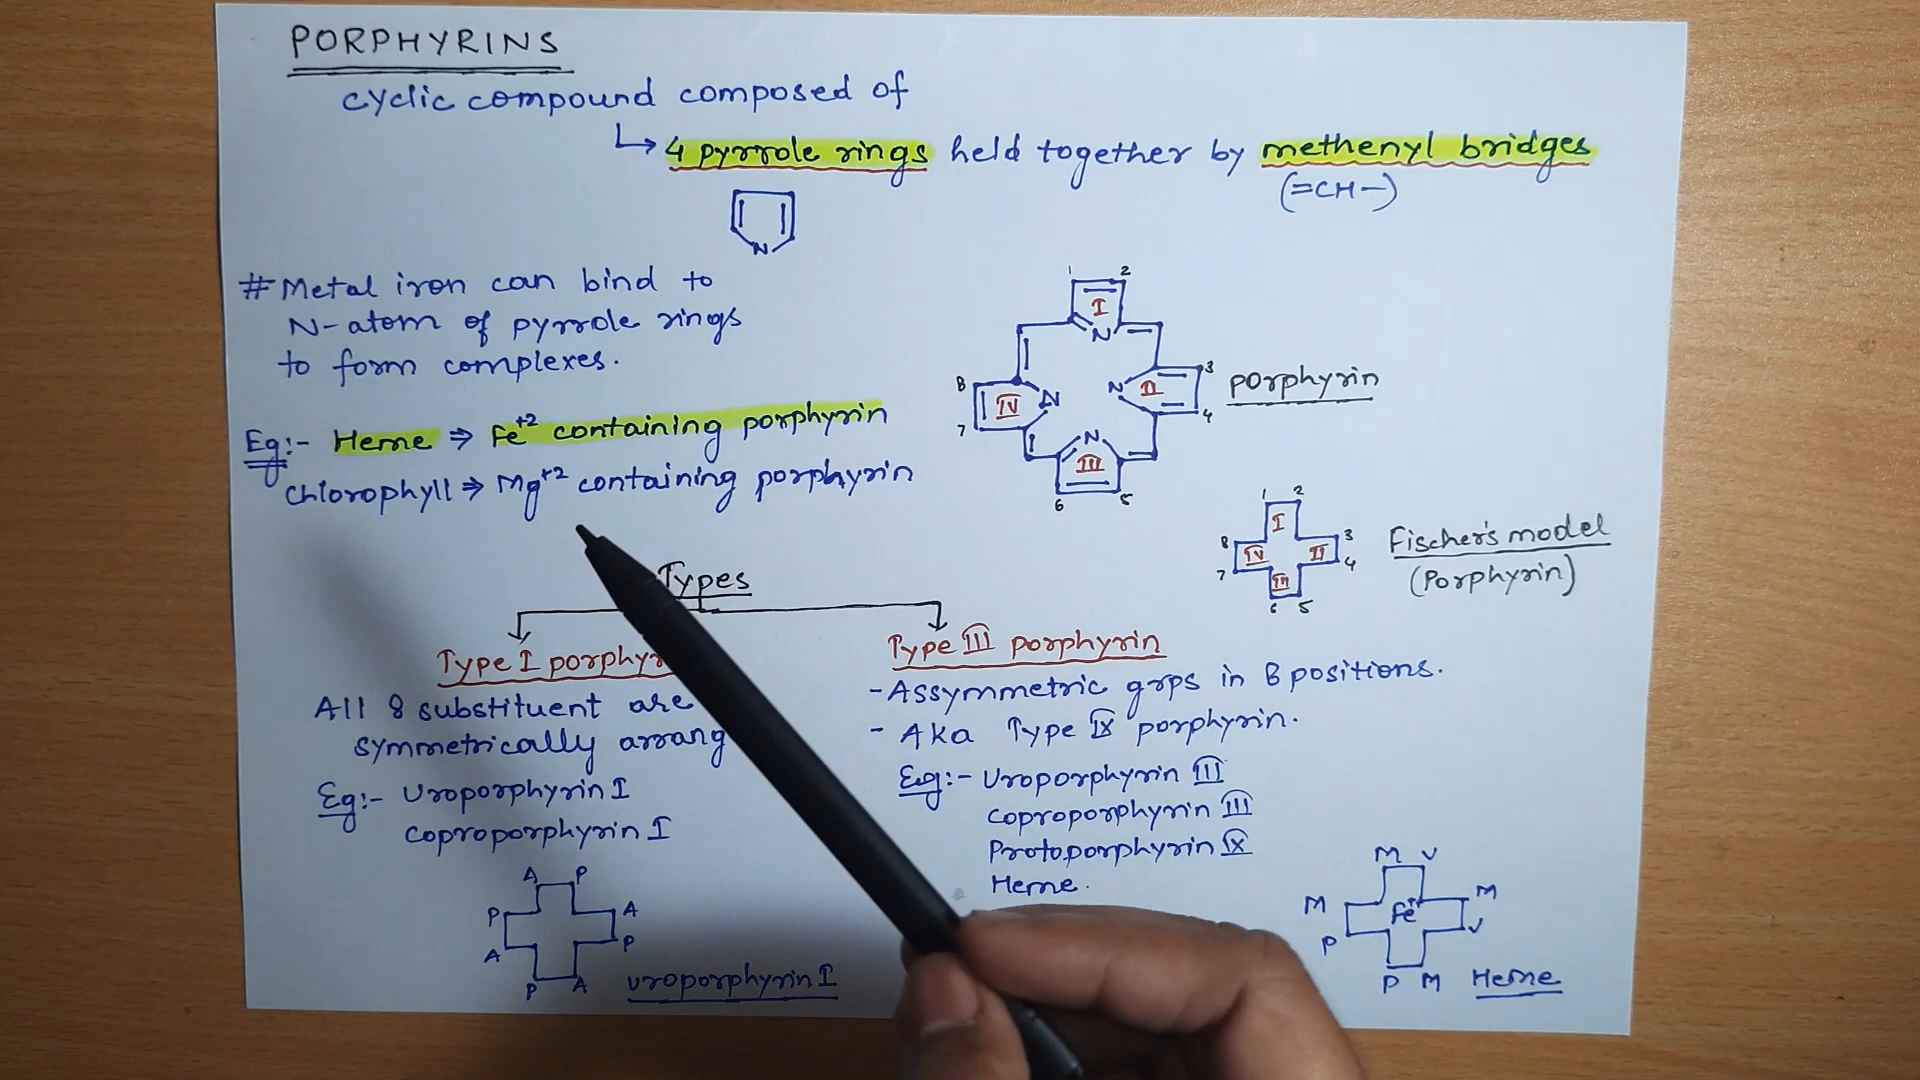 PORPHYRINS
cyclic compound composed of
↳ 4 pyrrole rings held together by methenyl bridges
(=CH-)
N
# Metal iron can bind to
N-atom of pyrrole rings
to form complexes.
Eg:- Heme ⇒ Fe+2 containing porphyrin
Chlorophyll ⇒ Mg+2 containing porphyrin
1 2
I
N
8 3
IV N N II porphyrin
7 4
N
III
6 5
1 2
I
8 3
IV II Fischer's model
7 4
III (Porphyrin)
6 5
Types
Type I porphyr
All 8 substituent are
symmetrically arrang
Eg:- Uroporphyrin I
Coproporphyrin I
A P
P A
A P
P A uroporphyrin I
Type III porphyrin
- Assymmetric grps in 8 positions.
- Aka Type IX porphyrin.
Eg:- Uroporphyrin III
Coproporphyrin III
Protoporphyrin IX
Heme.
M V
M Fe+ M
P V
P M Heme